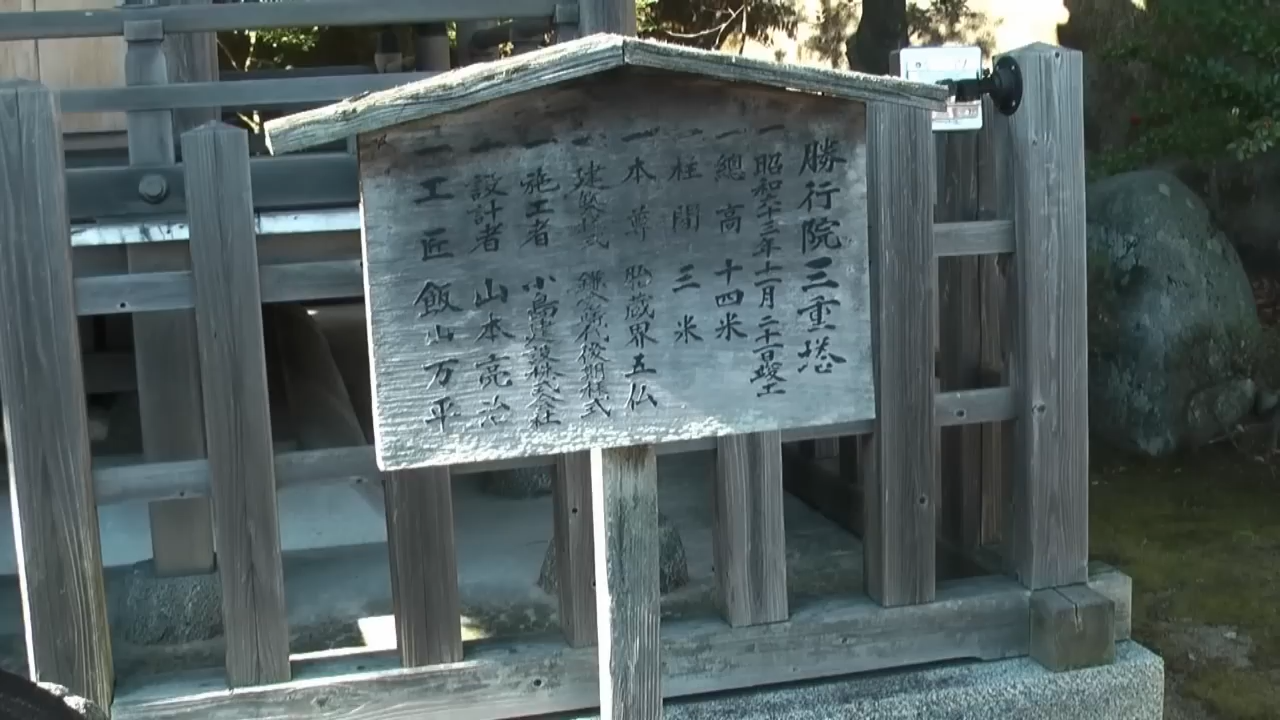 勝行院三重塔
一昭和六十三年十一月二十一日竣工
一總高 十四米
一柱間 三米
一本尊 胎蔵界五仏
一建築様式 鎌倉時代後期様式
一施工者 小島建設株式会社
一設計者 山本亮治
一工匠 飯山万平